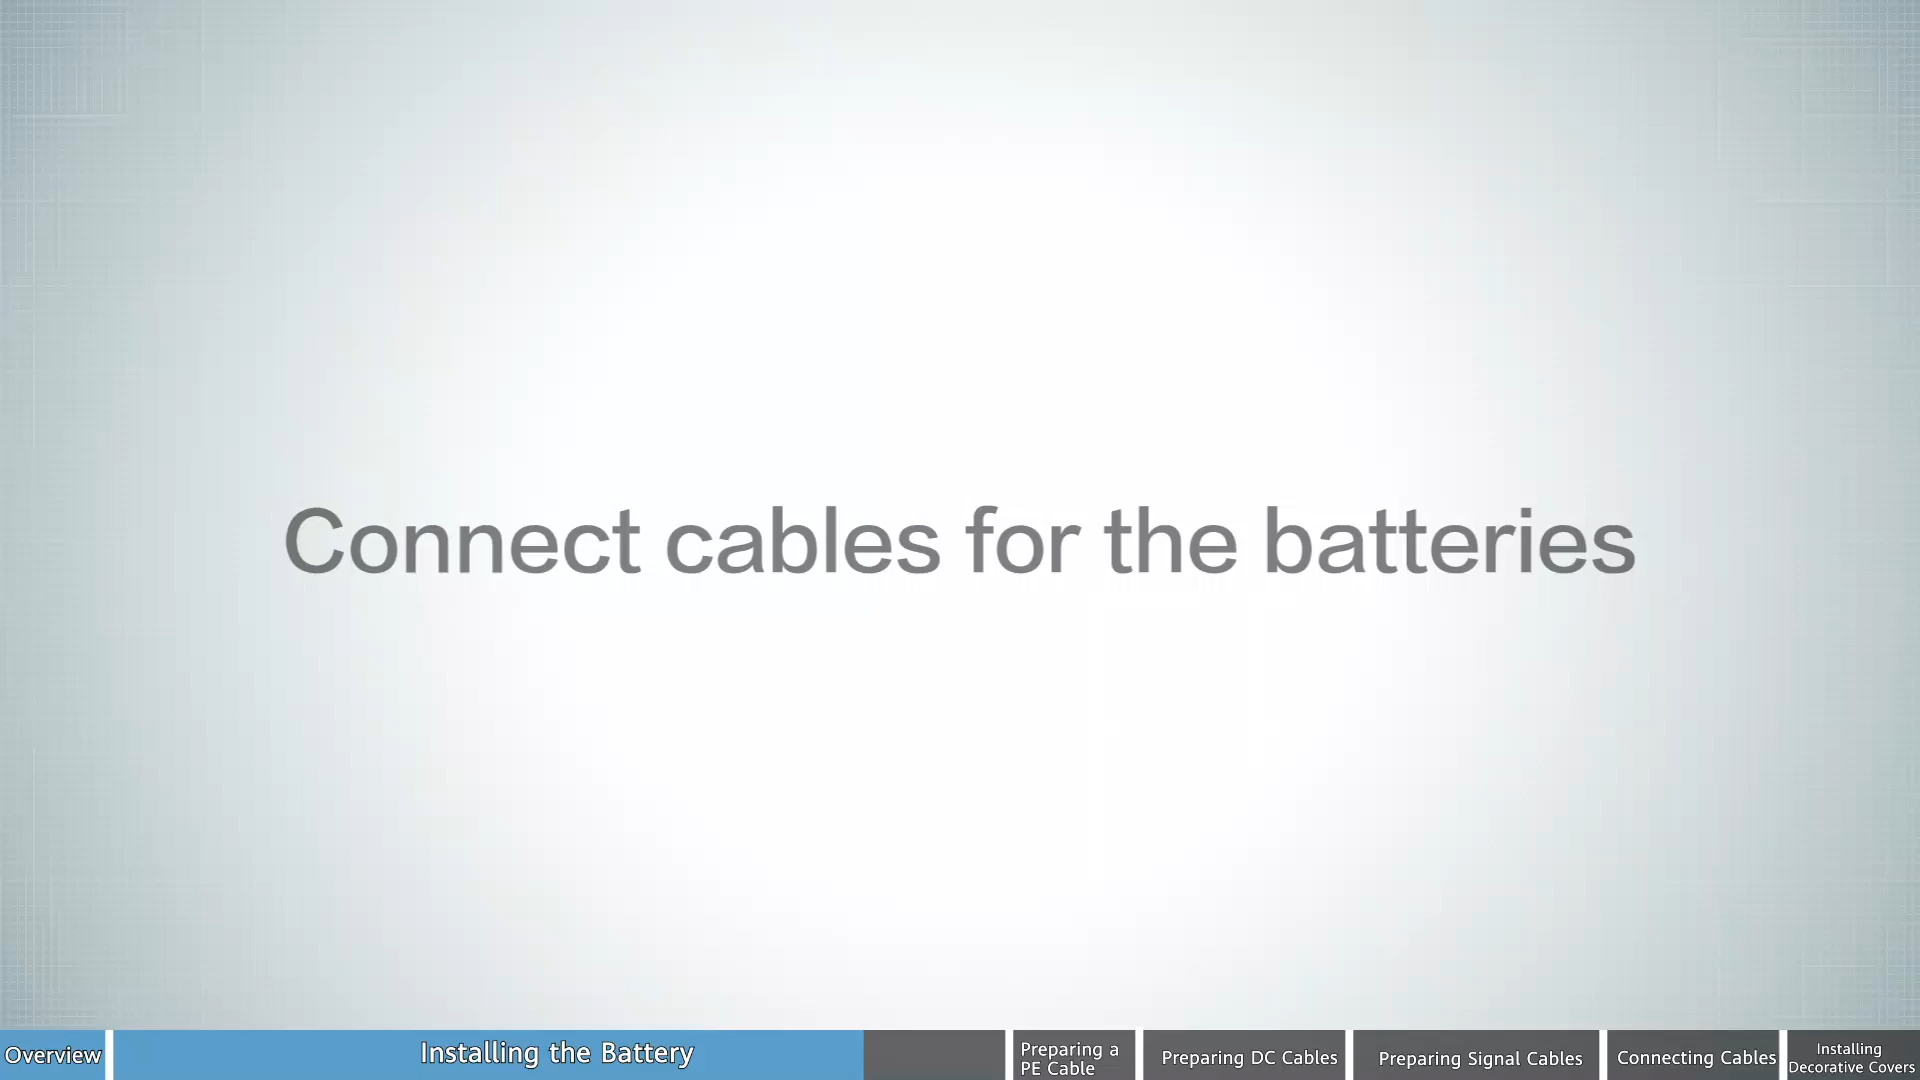 Connect cables for the batteries
Overview
Installing the Battery
Preparing a
PE Cable
Preparing DC Cables
Preparing Signal Cables
Connecting Cables
Installing
Decorative Covers